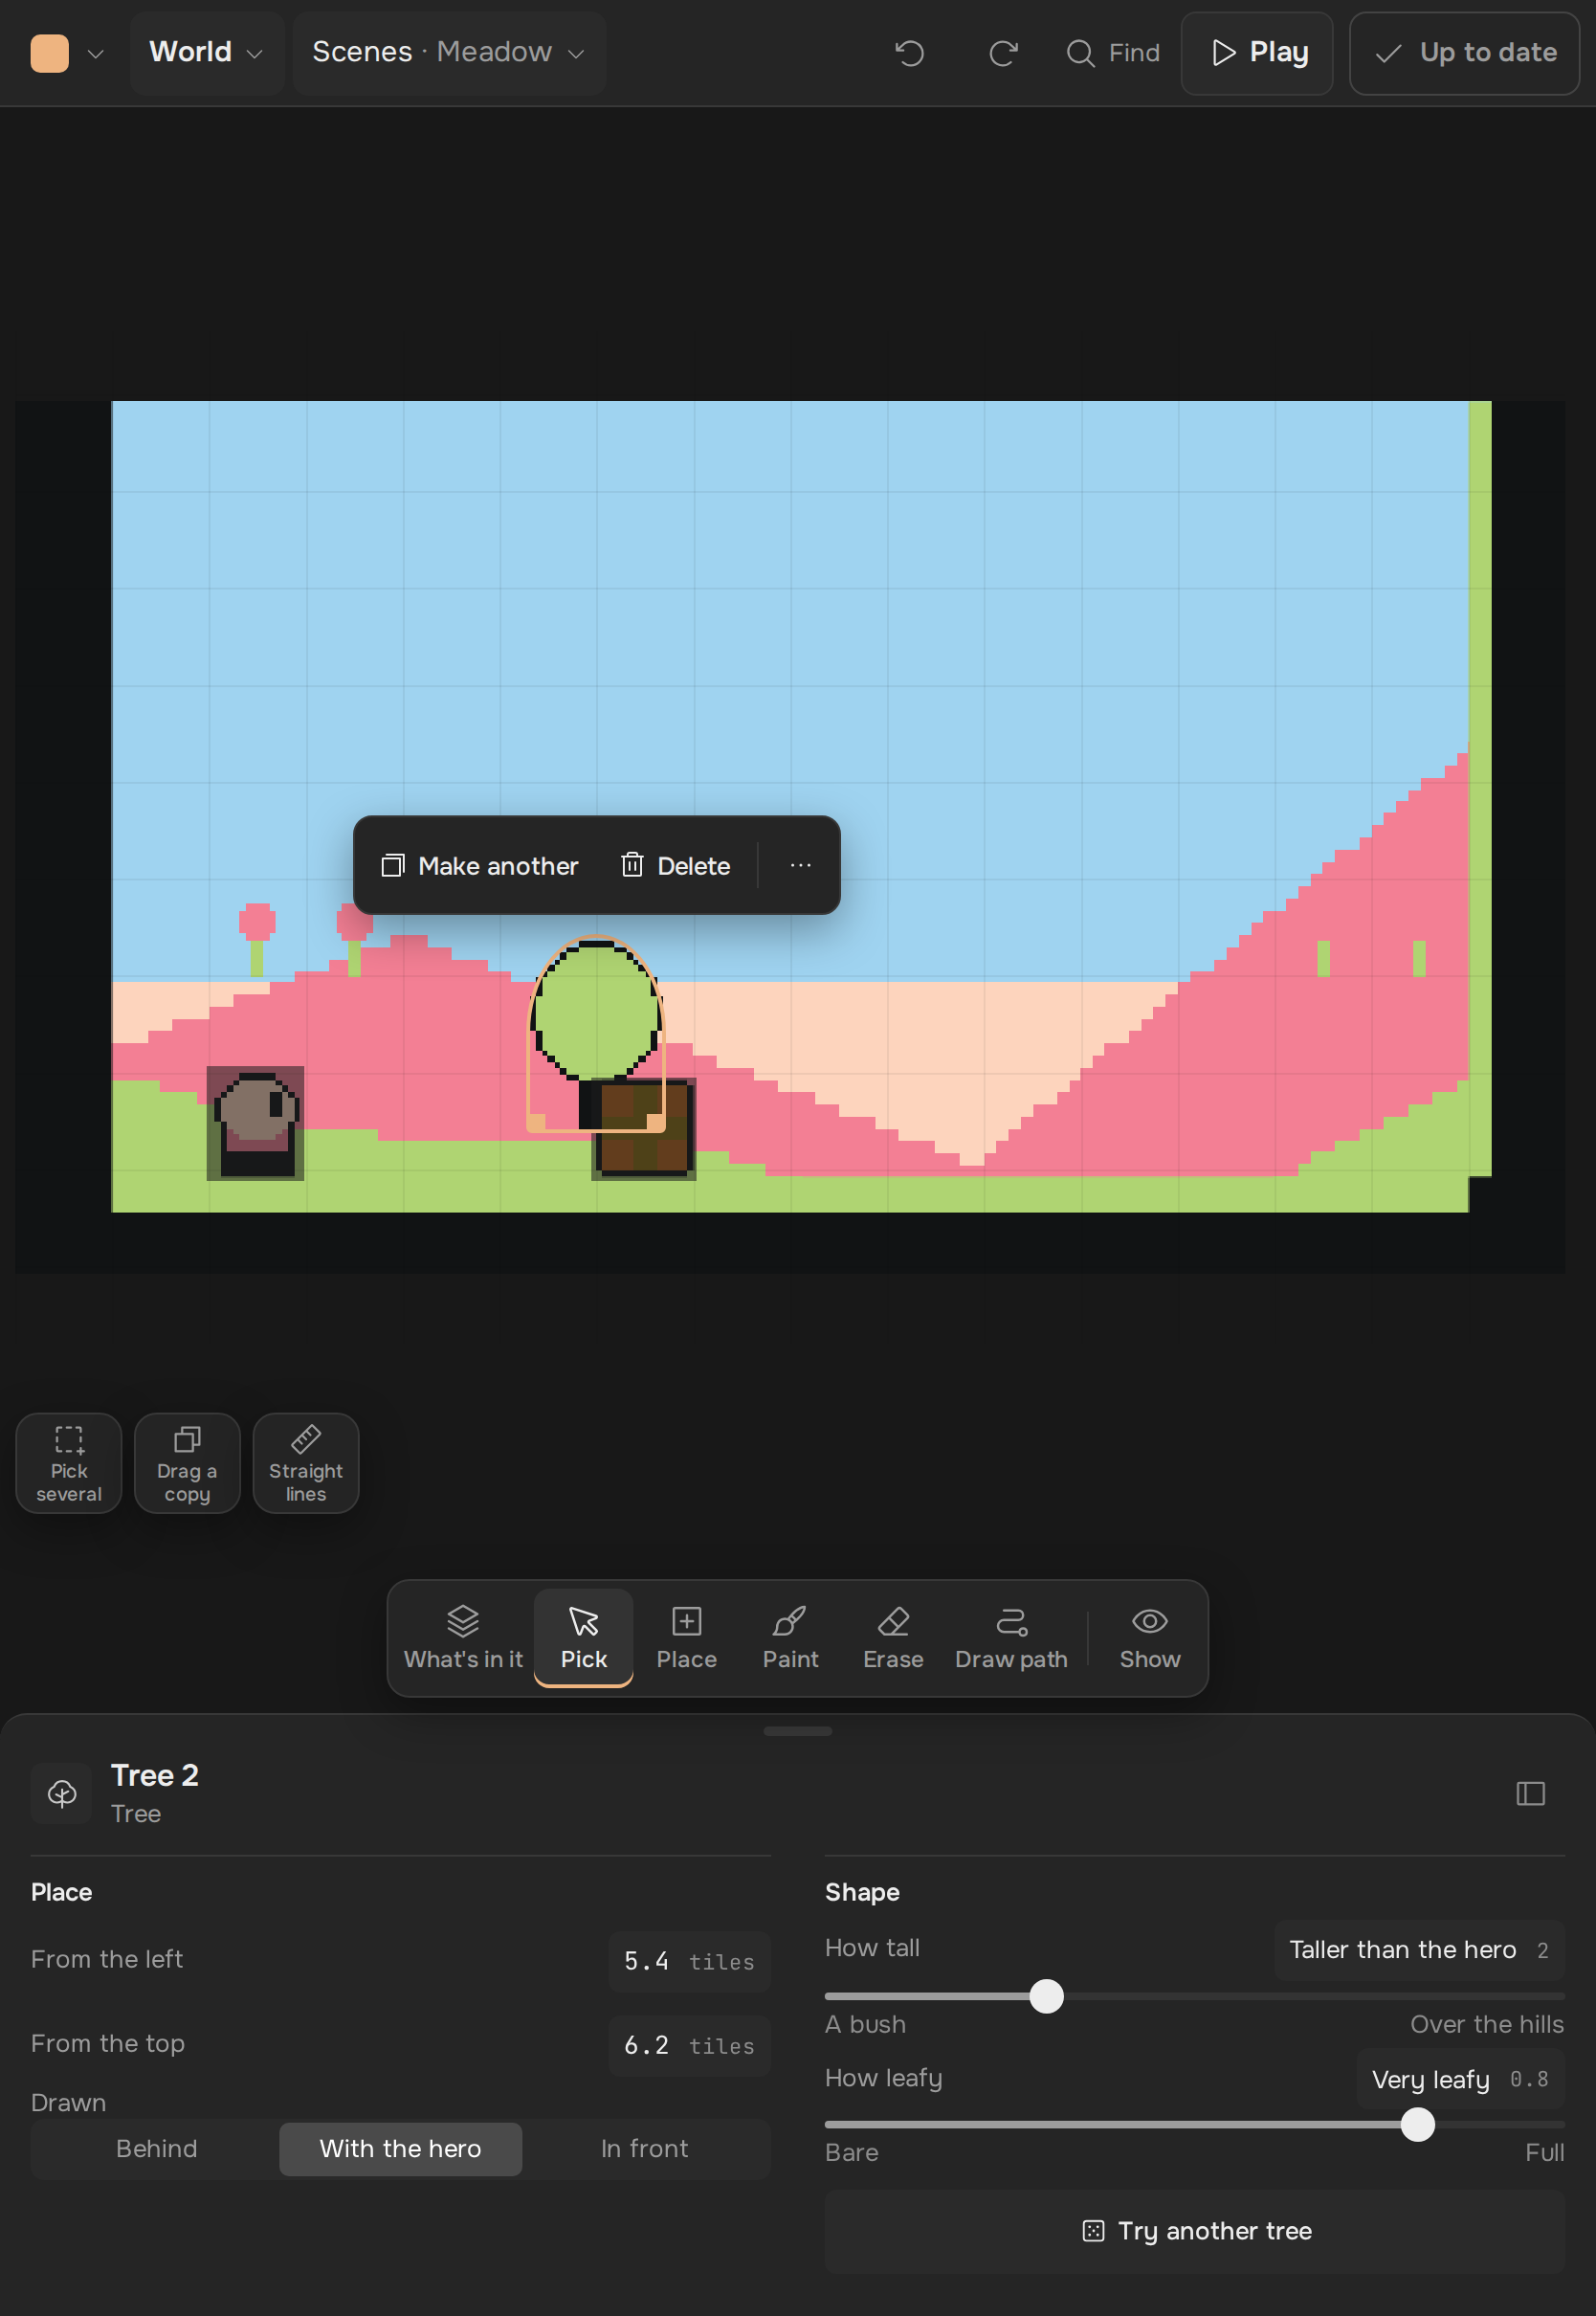 World
Scenes · Meadow
Find
Play
Up to date
Make another
Delete
Pick several
Drag a copy
Straight lines
What's in it
Pick
Place
Paint
Erase
Draw path
Show
Tree 2
Tree
Place
From the left
5.4 tiles
From the top
6.2 tiles
Drawn
Behind
With the hero
In front
Shape
How tall
Taller than the hero 2
A bush
Over the hills
How leafy
Very leafy 0.8
Bare
Full
Try another tree